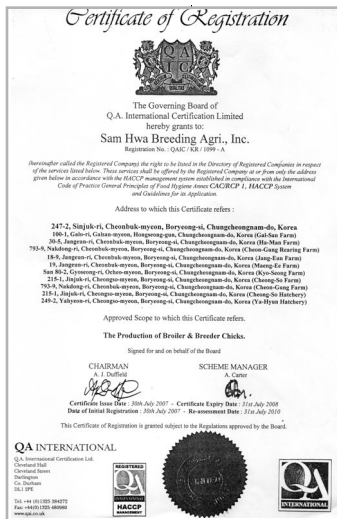 Certificate of Registration
The Governing Board of
Q.A. International Certification Limited
hereby grants to:
Sam Hwa Breeding Agri., Inc.
Registration No. : QAIC / KR / 1099 - A
(hereinafter called the Registered Company) the right to be listed in the Directory of Registered Companies in respect
of the services listed below. These services shall be offered by the Registered Company at or from only the address
given below in accordance with the HACCP management system established in compliance with the International
Code of Practice General Principles of Food Hygiene Annex CAC/RCP 1, HACCP System
and Guidelines for its Application.
Address to which this Certificate refers :
247-2, Sinjuk-ri, Cheonbuk-myeon, Boryeong-si, Chungcheongnam-do, Korea
100-1, Galo-ri, Galsan-myeon, Hongseong-gun, Chungcheongnam-do, Korea (Gal-San Farm)
30-5, Jangeun-ri, Cheonbuk-myeon, Boryeong-si, Chungcheongnam-do, Korea (Ha-Man Farm)
793-9, Nakdong-ri, Cheonbuk-myeon, Boryeong-si, Chungcheongnam-do, Korea (Cheon-Gung Rearing Farm)
18-9, Jangeun-ri, Cheonbuk-myeon, Boryeong-si, Chungcheongnam-do, Korea (Jang-Eun Farm)
19, Jangeun-ri, Cheonbuk-myeon, Boryeong-si, Chungcheongnam-do, Korea (Maeng-Ee Farm)
San 80-2, Gyoseong-ri, Ocheo-myeon, Boryeong-si, Chungcheongnam-do, Korea (Kyo-Seong Farm)
215-1, Jinjuk-ri, Cheongso-myeon, Boryeong-si, Chungcheongnam-do, Korea (Cheong-So Farm)
793-9, Nakdong-ri, Cheonbuk-myeon, Boryeong-si, Chungcheongnam-do, Korea (Cheon-Gung Farm)
215-1, Jinjuk-ri, Cheongso-myeon, Boryeong-si, Chungcheongnam-do, Korea (Cheong-So Hatchery)
249-2, Yahyeon-ri, Cheongso-myeon, Boryeong-si, Chungcheongnam-do, Korea (Ya-Hyun Hatchery)
Approved Scope to which this Certificate refers.
The Production of Broiler & Breeder Chicks.
Signed for and on behalf of the Board
CHAIRMAN SCHEME MANAGER
A. J. Duffield A. Carter
Certificate Issue Date : 30th July 2007 - Certificate Expiry Date : 31st July 2008
Date of Initial Registration : 30th July 2007 - Re-assessment Date : 31st July 2010
This Certificate of Registration is granted subject to the Regulations approved by the Board.
QA INTERNATIONAL
Q.A. International Certification Ltd.
Cleveland Hall
Cleveland Street
Darlington
Co. Durham
DL1 2PE
Tel. +44 (0)1325 384272
Fax: +44(0)1325 480960
www.qai.co.uk
REGISTERED
QA
INTERNATIONAL
HACCP
MANAGEMENT
QA
INTERNATIONAL